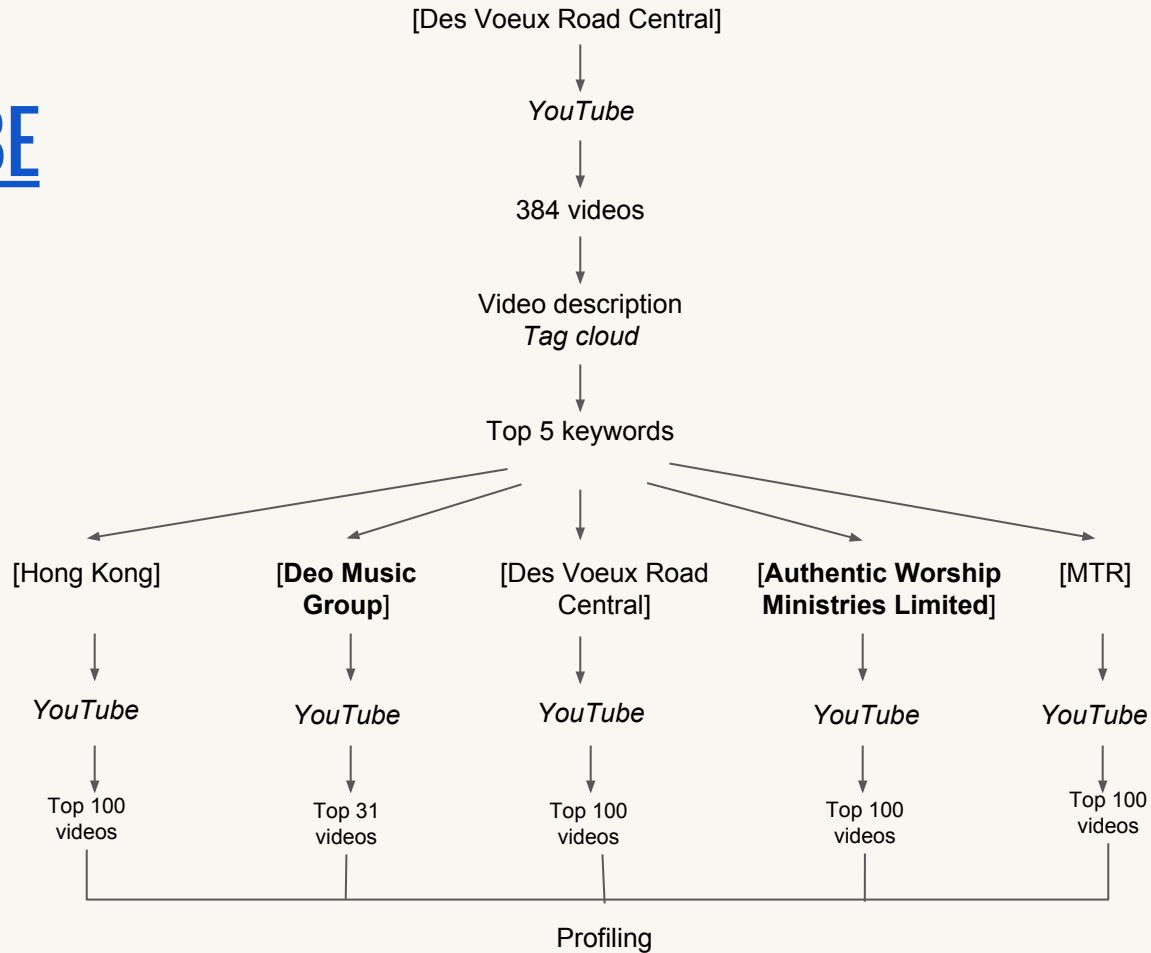 [Des Voeux Road Central]
YouTube
BE
384 videos
Video description
Tag cloud
Top 5 keywords
[Hong Kong]
[Deo Music
Group]
[Des Voeux Road
Central]
[Authentic Worship
Ministries Limited]
[MTR]
YouTube
YouTube
YouTube
YouTube
YouTube
Top 100
videos
Top 31
videos
Top 100
videos
Top 100
videos
Top 100
videos
Profiling